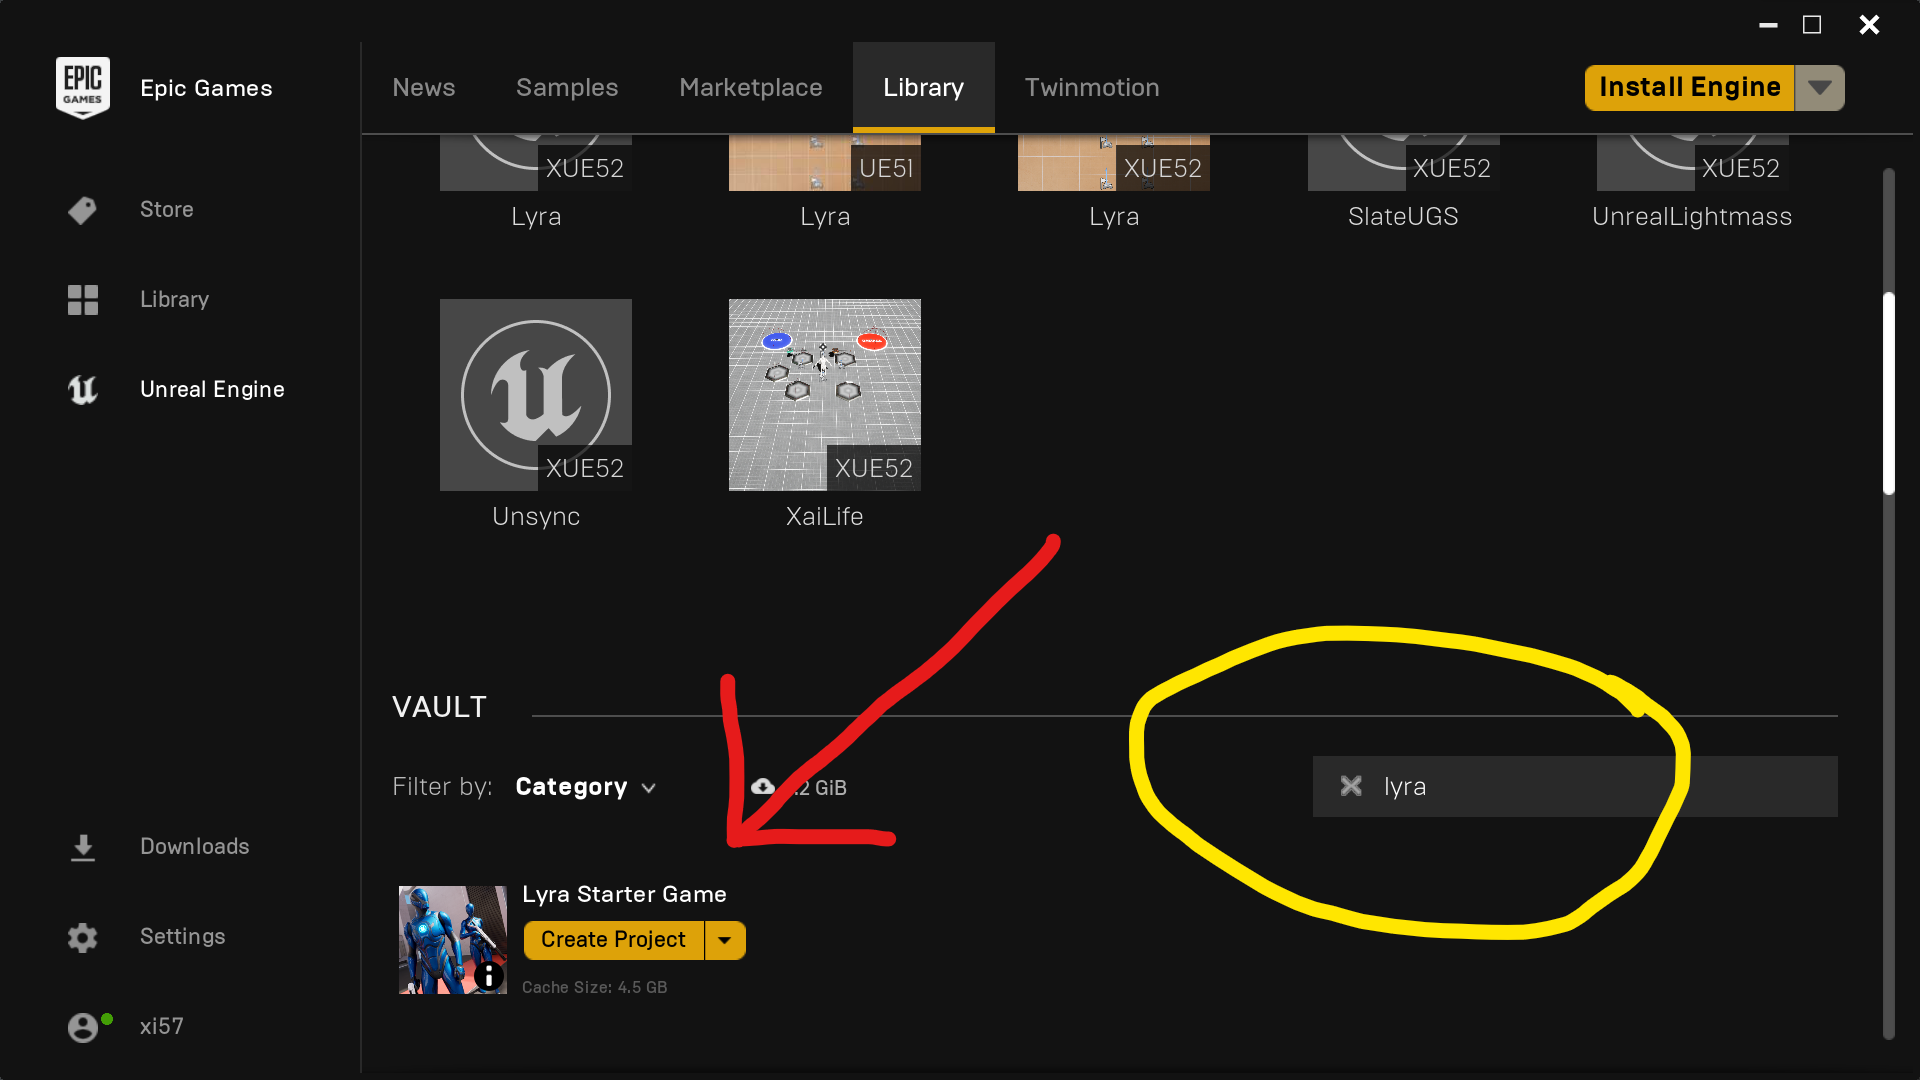 EPIC
GAMES
Epic Games
News
Samples
Marketplace
Library
Twinmotion
Install Engine
Store
Library
Unreal Engine
XUE52
UE51
XUE52
XUE52
XUE52
Lyra
Lyra
Lyra
SlateUGS
UnrealLightmass
XUE52
XUE52
Unsync
XaiLife
VAULT
Filter by:
Category
2 GiB
lyra
Lyra Starter Game
Create Project
Cache Size: 4.5 GB
Downloads
Settings
xi57